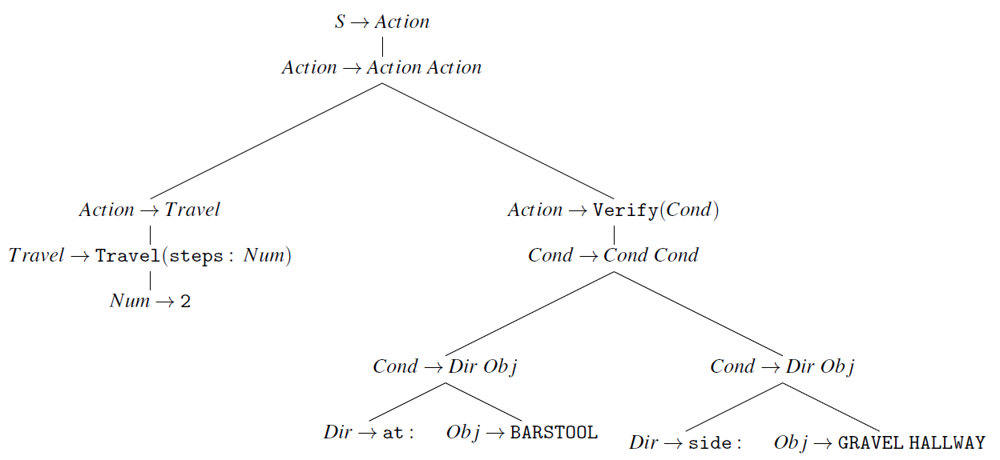 S → Action
Action → Action Action
Action → Travel
Action → Verify(Cond)
Travel → Travel(steps: Num)
Cond → Cond Cond
Num → 2
Cond → Dir Obj
Cond → Dir Obj
Dir → at:
Obj → BARSTOOL
Dir → side:
Obj → GRAVEL HALLWAY